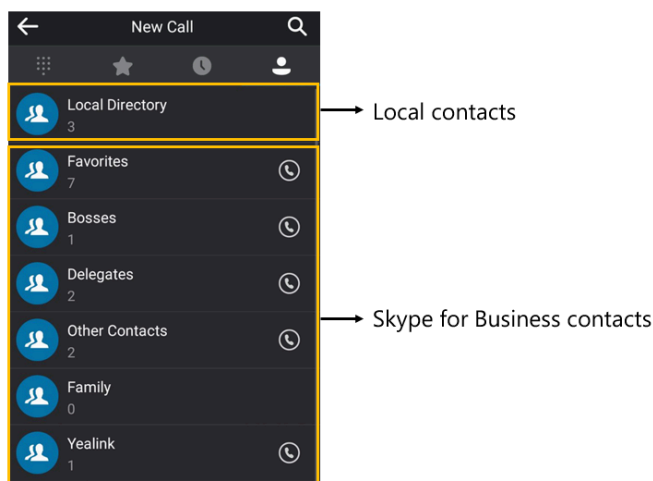 New Call
Local Directory
3
Local contacts
Favorites
7
Bosses
1
Delegates
2
Other Contacts
2
Skype for Business contacts
Family
0
Yealink
1